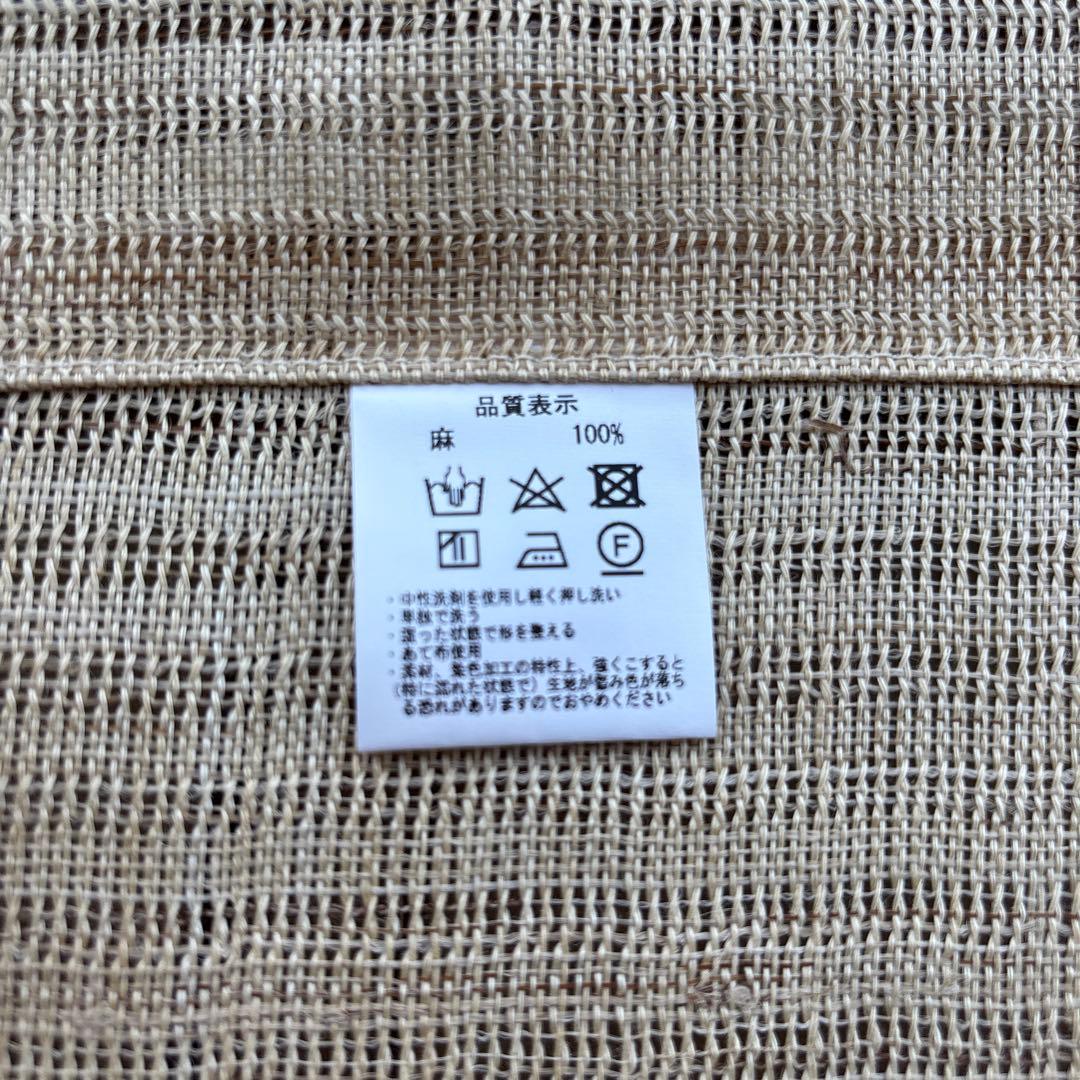 品質表示
麻 100%
F
・中性洗剤を使用し軽く押し洗い
・単独で洗う
・湿った状態で形を整える
・あて布使用
・素材、染色加工の特性上、強くこすると
(特に濡れた状態で)生地が傷み色が落ち
る恐れがありますのでおやめください